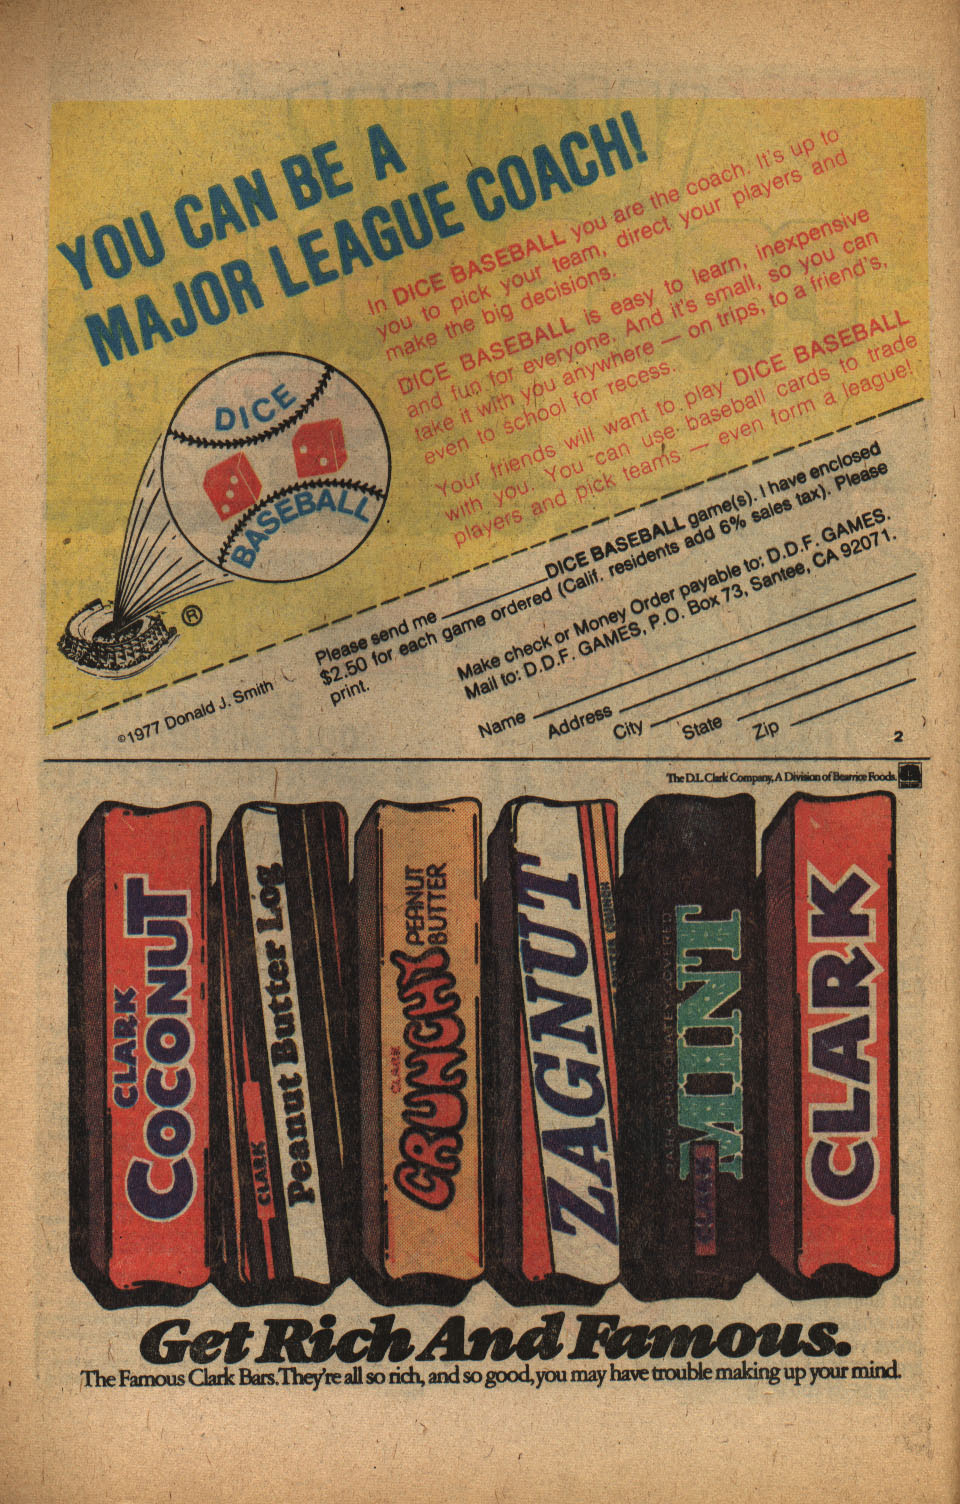 YOU CAN BE A
MAJOR LEAGUE COACH!
In DICE BASEBALL you are the coach. It's up to
you to pick your team, direct your players and
make the big decisions.
DICE BASEBALL is easy to learn, inexpensive
and fun for everyone. And it's small, so you can
take it with you anywhere — on trips, to a friend's,
even to school for recess.
Your friends will want to play DICE BASEBALL
with you. You can use baseball cards to trade
players and pick teams — even form a league!
DICE
BASEBALL
®
©1977 Donald J. Smith
Please send me ________ DICE BASEBALL game(s). I have enclosed
$2.50 for each game ordered (Calif. residents add 6% sales tax). Please
print.
Make check or Money Order payable to: D.D.F. GAMES.
Mail to: D.D.F. GAMES, P.O. Box 73, Santee, CA 92071.
Name
Address
City
State
Zip
2
The D.L. Clark Company, A Division of Beatrice Foods.
CLARK
COCONUT
CLARK
Peanut Butter Log
CLARK
CRUNCHY
PEANUT
BUTTER
ZAGNUT
CRUNCH
DARK CHOCOLATE COVERED
MINT
CLARK
CLARK
Get Rich And Famous.
The Famous Clark Bars. They're all so rich, and so good, you may have trouble making up your mind.